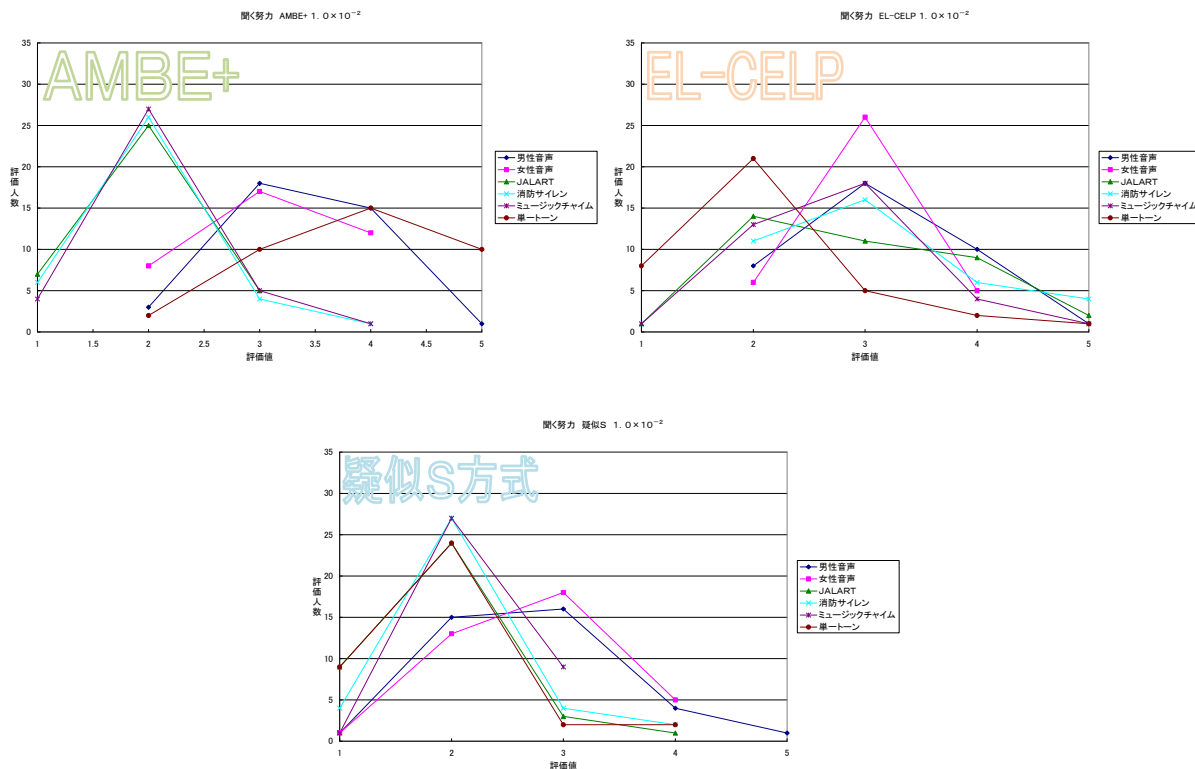 聞く努力 AMBE+ 1.0×10⁻²
AMBE+
35
30
25
20
15
10
5
0
評価人数
1 1.5 2 2.5 3 3.5 4 4.5 5
評価値
男性音声
女性音声
JALART
消防サイレン
ミュージックチャイム
単一トーン
聞く努力 EL-CELP 1.0×10⁻²
EL-CELP
35
30
25
20
15
10
5
0
評価人数
1 2 3 4 5
評価値
男性音声
女性音声
JALART
消防サイレン
ミュージックチャイム
単一トーン
聞く努力 疑似S 1.0×10⁻²
疑似S方式
35
30
25
20
15
10
5
0
評価人数
1 2 3 4 5
評価値
男性音声
女性音声
JALART
消防サイレン
ミュージックチャイム
単一トーン